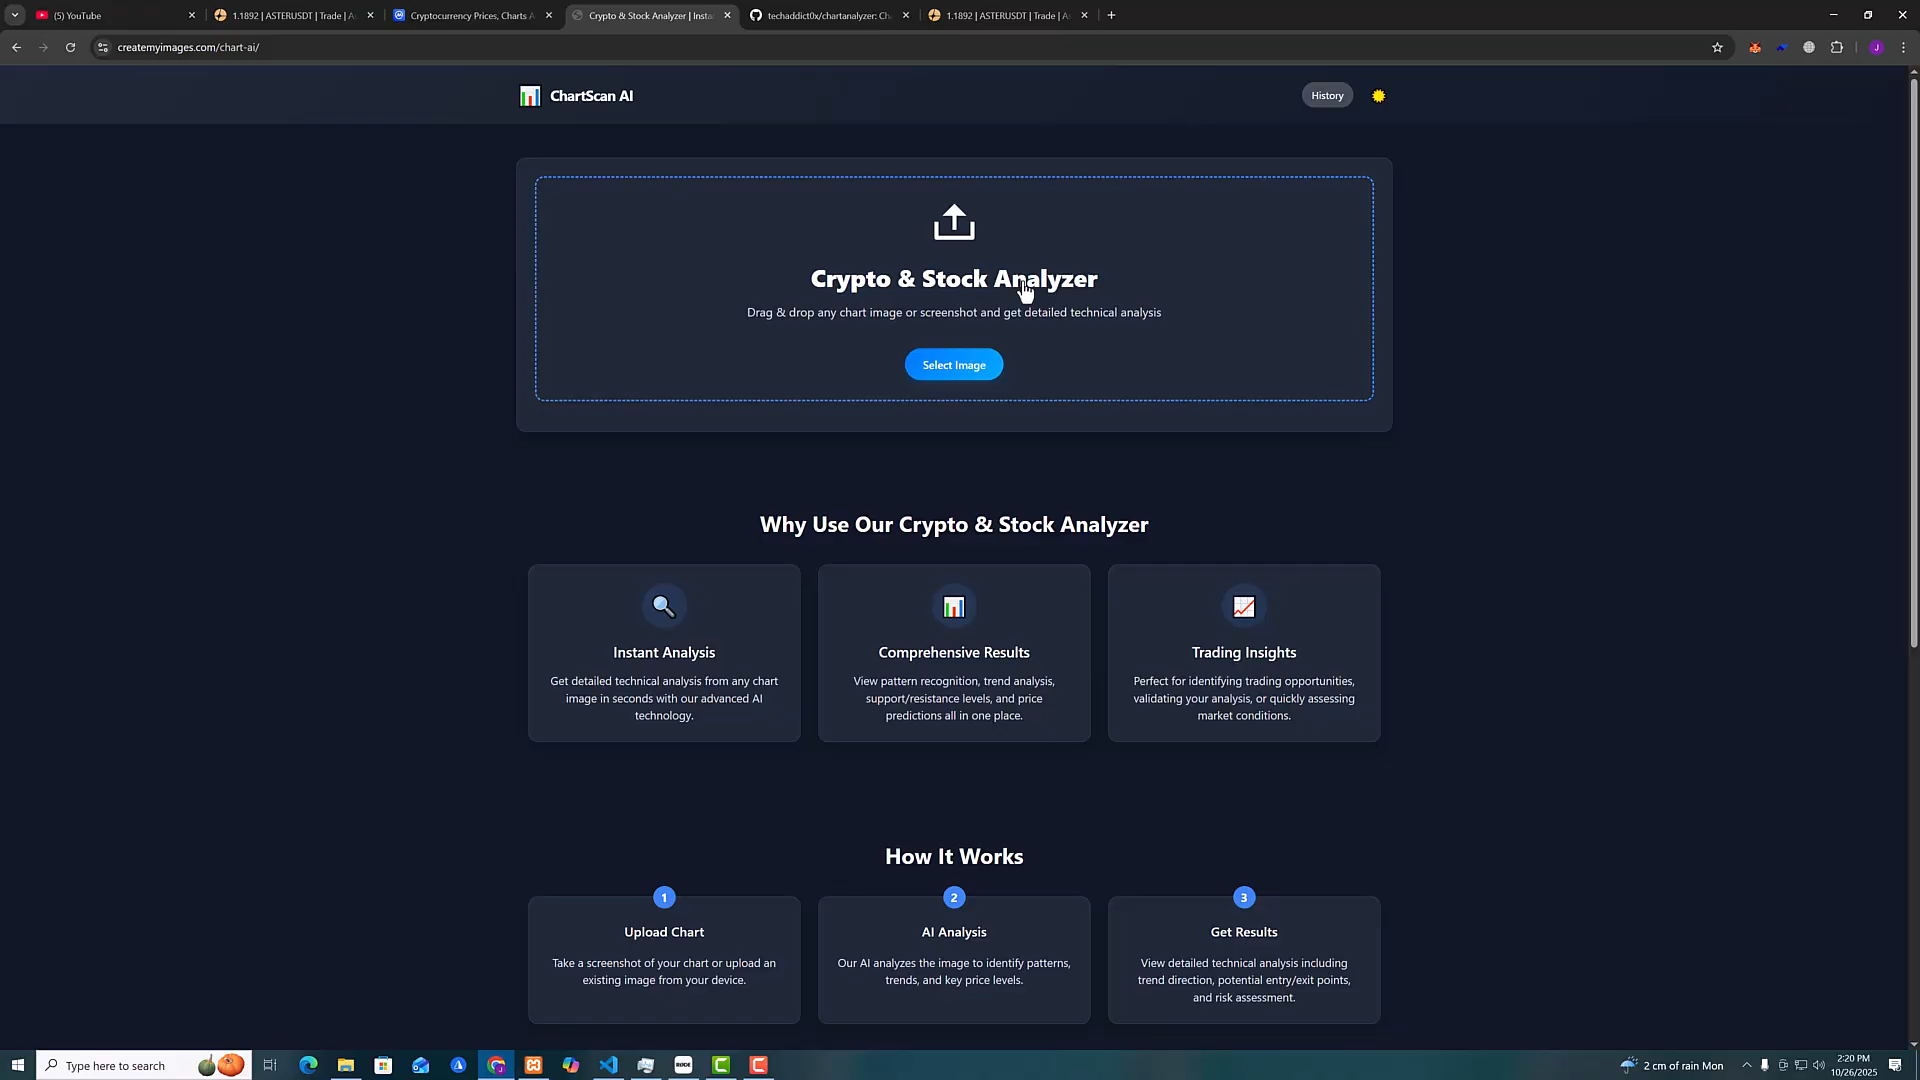 (5) YouTube
1.1892 | ASTERUSDT | Trade | As
Cryptocurrency Prices, Charts A
Crypto & Stock Analyzer | Insta
techaddict0x/chartanalyzer: Ch
1.1892 | ASTERUSDT | Trade | As
createmyimages.com/chart-ai/
J
ChartScan AI
History
Crypto & Stock Analyzer
Drag & drop any chart image or screenshot and get detailed technical analysis
Select Image
Why Use Our Crypto & Stock Analyzer
Instant Analysis
Get detailed technical analysis from any chart
image in seconds with our advanced AI
technology.
Comprehensive Results
View pattern recognition, trend analysis,
support/resistance levels, and price
predictions all in one place.
Trading Insights
Perfect for identifying trading opportunities,
validating your analysis, or quickly assessing
market conditions.
How It Works
1
Upload Chart
Take a screenshot of your chart or upload an
existing image from your device.
2
AI Analysis
Our AI analyzes the image to identify patterns,
trends, and key price levels.
3
Get Results
View detailed technical analysis including
trend direction, potential entry/exit points,
and risk assessment.
Type here to search
RØDE
2 cm of rain Mon
2:20 PM
10/26/2025